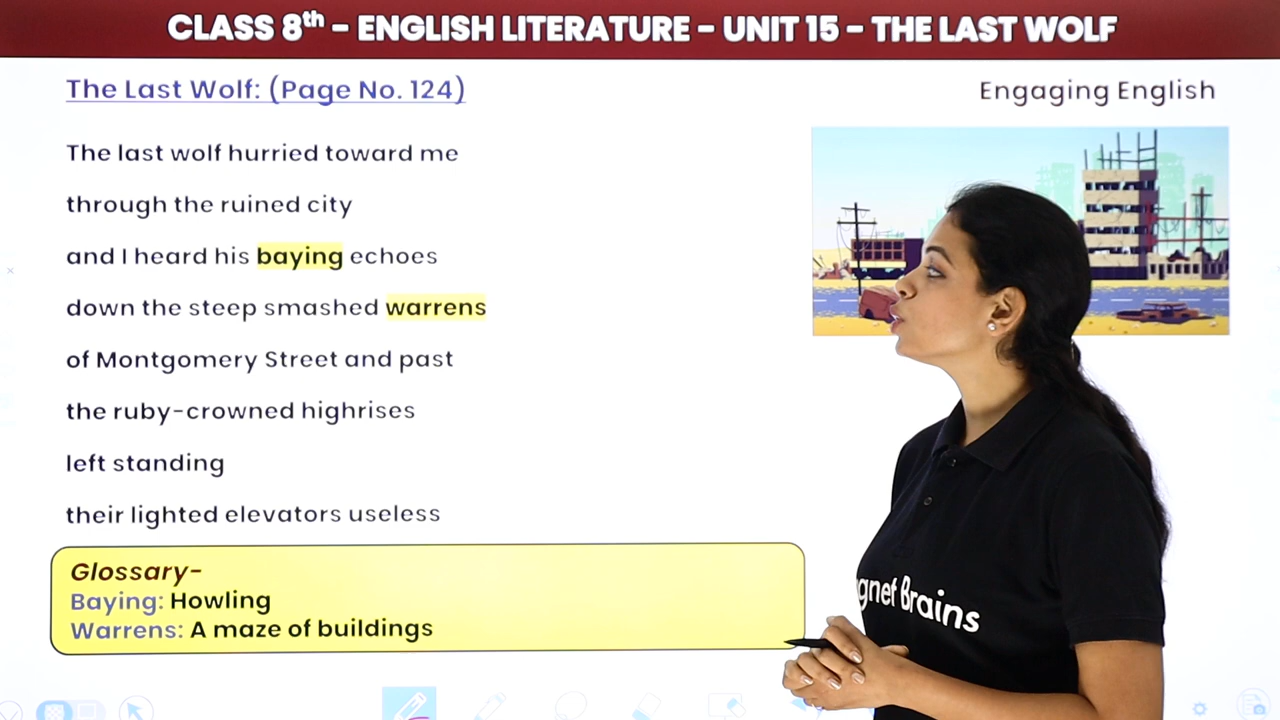 CLASS 8th - ENGLISH LITERATURE - UNIT 15 - THE LAST WOLF
The Last Wolf: (Page No. 124)
Engaging English
The last wolf hurried toward me
through the ruined city
and I heard his baying echoes
down the steep smashed warrens
of Montgomery Street and past
the ruby-crowned highrises
left standing
their lighted elevators useless
Glossary-
Baying: Howling
Warrens: A maze of buildings
gnet Brains